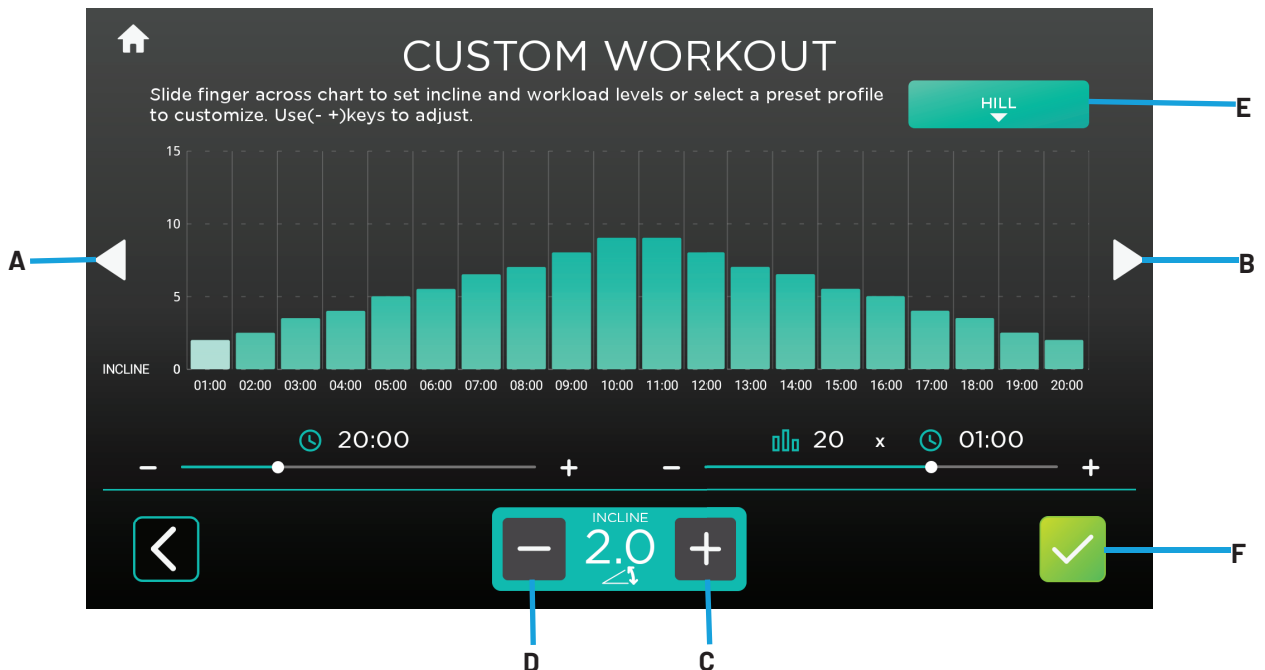 CUSTOM WORKOUT
Slide finger across chart to set incline and workload levels or select a preset profile
to customize. Use(- +)keys to adjust.
HILL
E
15
10
A
B
5
INCLINE 0
01:00 02:00 03:00 04:00 05:00 06:00 07:00 08:00 09:00 10:00 11:00 12:00 13:00 14:00 15:00 16:00 17:00 18:00 19:00 20:00
20:00
20 x 01:00
- +
- +
INCLINE
- 2.0 +
F
D
C